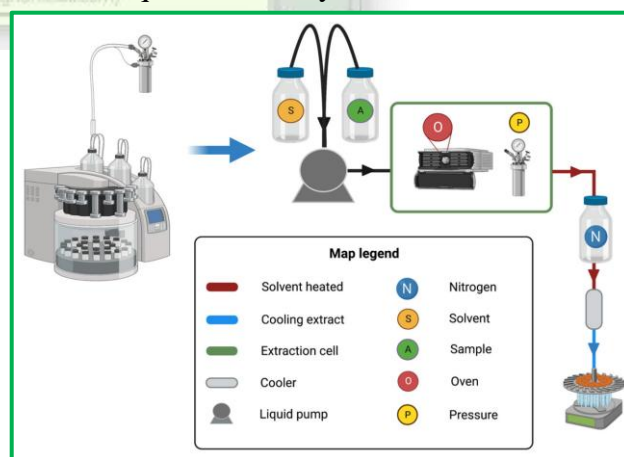 S
A
O
P
N
Map legend
Solvent heated
N
Nitrogen
Cooling extract
S
Solvent
Extraction cell
A
Sample
Cooler
O
Oven
Liquid pump
P
Pressure